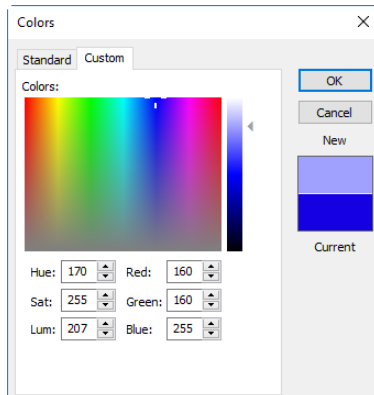 Colors
Standard Custom
Colors:
OK
Cancel
New
Current
Hue: 170 Red: 160
Sat: 255 Green: 160
Lum: 207 Blue: 255